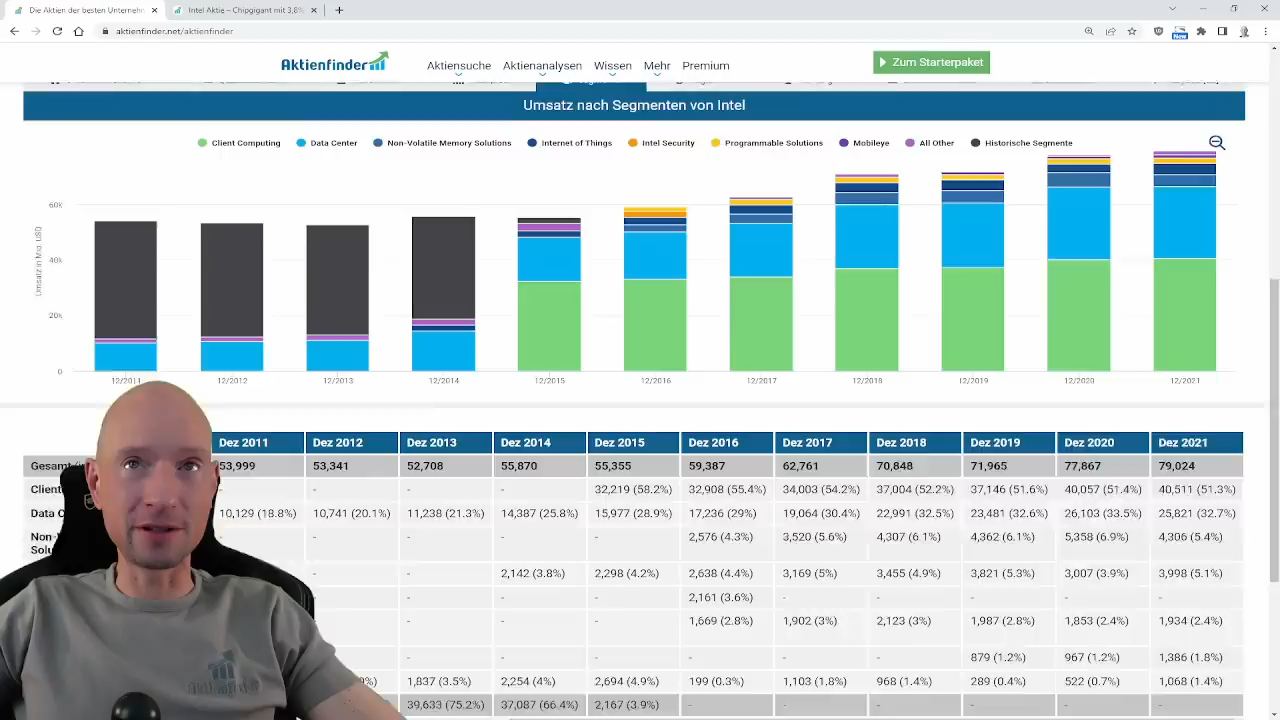 Die Aktien der besten Unterneh
Intel Aktie – Chipgigant mit 3,8%
aktienfinder.net/aktienfinder
New
Aktienfinder
Aktiensuche
Aktienanalysen
Wissen
Mehr
Premium
Zum Starterpaket
Umsatz nach Segmenten von Intel
Client Computing
Data Center
Non-Volatile Memory Solutions
Internet of Things
Intel Security
Programmable Solutions
Mobileye
All Other
Historische Segmente
Umsatz in Mio. USD
60k
40k
20k
0
12/2011 12/2012 12/2013 12/2014 12/2015 12/2016 12/2017 12/2018 12/2019 12/2020 12/2021
Dez 2011 Dez 2012 Dez 2013 Dez 2014 Dez 2015 Dez 2016 Dez 2017 Dez 2018 Dez 2019 Dez 2020 Dez 2021
Gesamt 53,999 53,341 52,708 55,870 55,355 59,387 62,761 70,848 71,965 77,867 79,024
Client - - - - 32,219 (58.2%) 32,908 (55.4%) 34,003 (54.2%) 37,004 (52.2%) 37,146 (51.6%) 40,057 (51.4%) 40,511 (51.3%)
Data 10,129 (18.8%) 10,741 (20.1%) 11,238 (21.3%) 14,387 (25.8%) 15,977 (28.9%) 17,236 (29%) 19,064 (30.4%) 22,991 (32.5%) 23,481 (32.6%) 26,103 (33.5%) 25,821 (32.7%)
Non- - - - - - 2,576 (4.3%) 3,520 (5.6%) 4,307 (6.1%) 4,362 (6.1%) 5,358 (6.9%) 4,306 (5.4%)
Solu
- - 2,142 (3.8%) 2,298 (4.2%) 2,638 (4.4%) 3,169 (5%) 3,455 (4.9%) 3,821 (5.3%) 3,007 (3.9%) 3,998 (5.1%)
- - - - 2,161 (3.6%) - - - - -
- - - - 1,669 (2.8%) 1,902 (3%) 2,123 (3%) 1,987 (2.8%) 1,853 (2.4%) 1,934 (2.4%)
- - - - - - - 879 (1.2%) 967 (1.2%) 1,386 (1.8%)
1,837 (3.5%) 2,254 (4%) 2,694 (4.9%) 199 (0.3%) 1,103 (1.8%) 968 (1.4%) 289 (0.4%) 522 (0.7%) 1,068 (1.4%)
39,633 (75.2%) 37,087 (66.4%) 2,167 (3.9%) - - - - - -
Aktienfinder